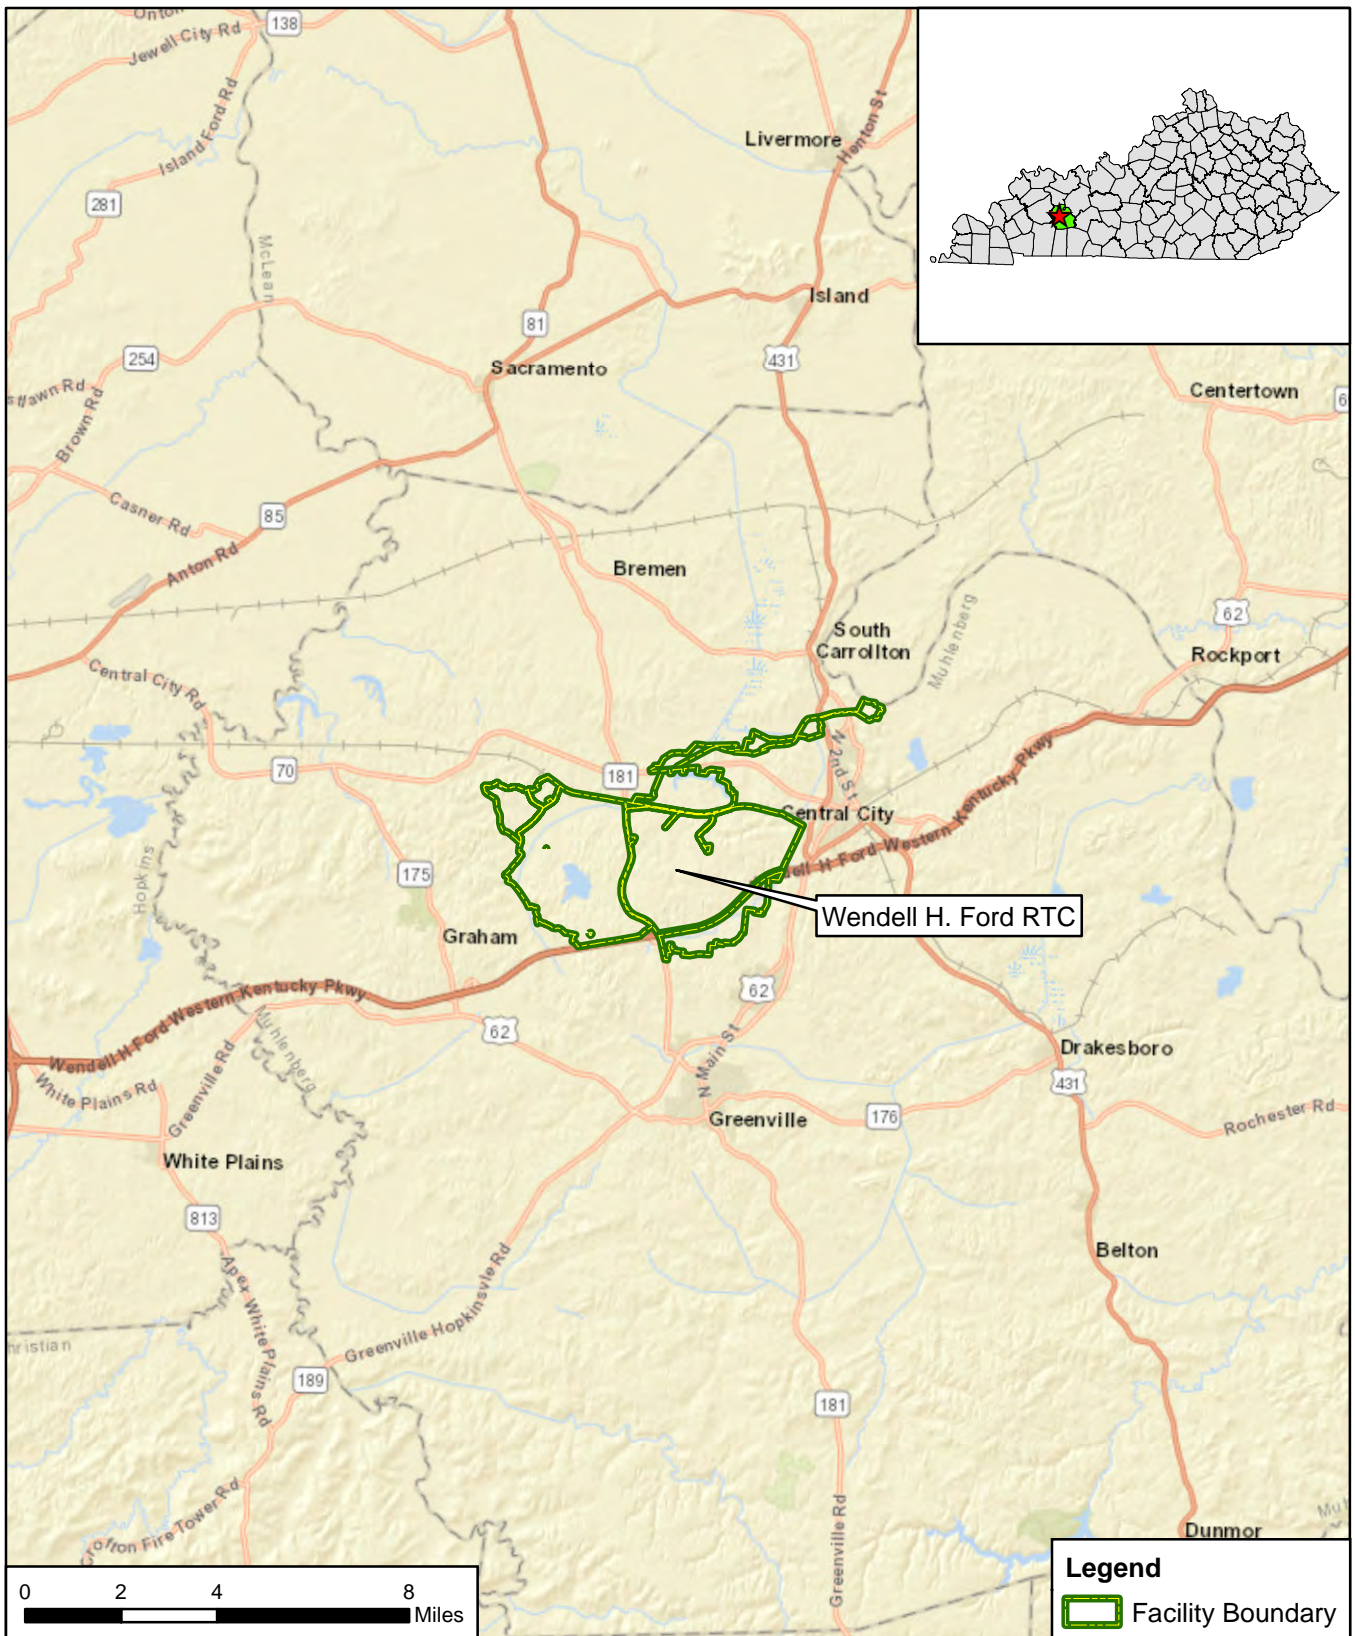 138
Jewell City Rd
Island Ford Rd
Livermore
Henton St
281
McLean
Island
81
254
431
Sacramento
Centertown
Brown Rd
Casner Rd
85
Anton Rd
Bremen
62
South
Carrollton
Muhlenberg
Rockport
Central City Rd
N 2nd St
70
181
Central City
Wendell H Ford Western Kentucky Pkwy
Hopkins
175
Wendell H. Ford RTC
Graham
62
Wendell H Ford Western Kentucky Pkwy
62
Muhlenberg
Greenville Rd
N Main St
Drakesboro
431
White Plains Rd
Greenville
176
Rochester Rd
White Plains
813
Belton
Apex White Plains Rd
Greenville Hopkinsvle Rd
hristian
189
181
Greenville Rd
Crofton Fire Tower Rd
Dunmor
0 2 4 8
Miles
Legend
Facility Boundary